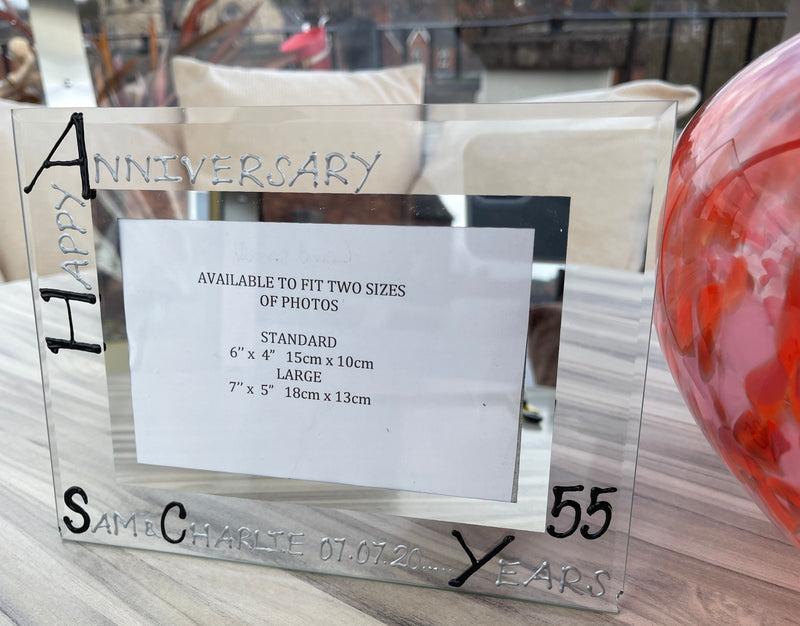 ANNIVERSARY
HAPPY
AVAILABLE TO FIT TWO SIZES
OF PHOTOS
STANDARD
6” x 4” 15cm x 10cm
LARGE
7” x 5” 18cm x 13cm
55
SAM & CHARLIE 07.07.20..... YEARS